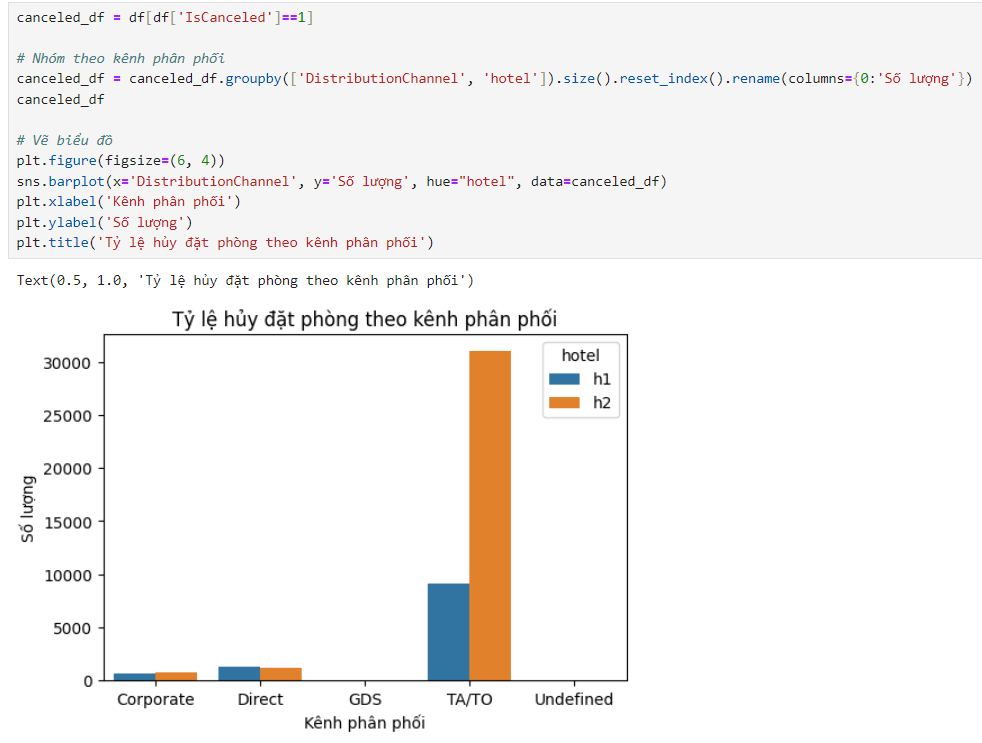 canceled_df = df[df['IsCanceled']==1]
# Nhóm theo kênh phân phối
canceled_df = canceled_df.groupby(['DistributionChannel', 'hotel']).size().reset_index().rename(columns={0:'Số lượng'})
canceled_df
# Vẽ biểu đồ
plt.figure(figsize=(6, 4))
sns.barplot(x='DistributionChannel', y='Số lượng', hue="hotel", data=canceled_df)
plt.xlabel('Kênh phân phối')
plt.ylabel('Số lượng')
plt.title('Tỷ lệ hủy đặt phòng theo kênh phân phối')
Text(0.5, 1.0, 'Tỷ lệ hủy đặt phòng theo kênh phân phối')
Tỷ lệ hủy đặt phòng theo kênh phân phối
hotel
h1
h2
30000
25000
20000
15000
10000
5000
0
Số lượng
Corporate Direct GDS TA/TO Undefined
Kênh phân phối